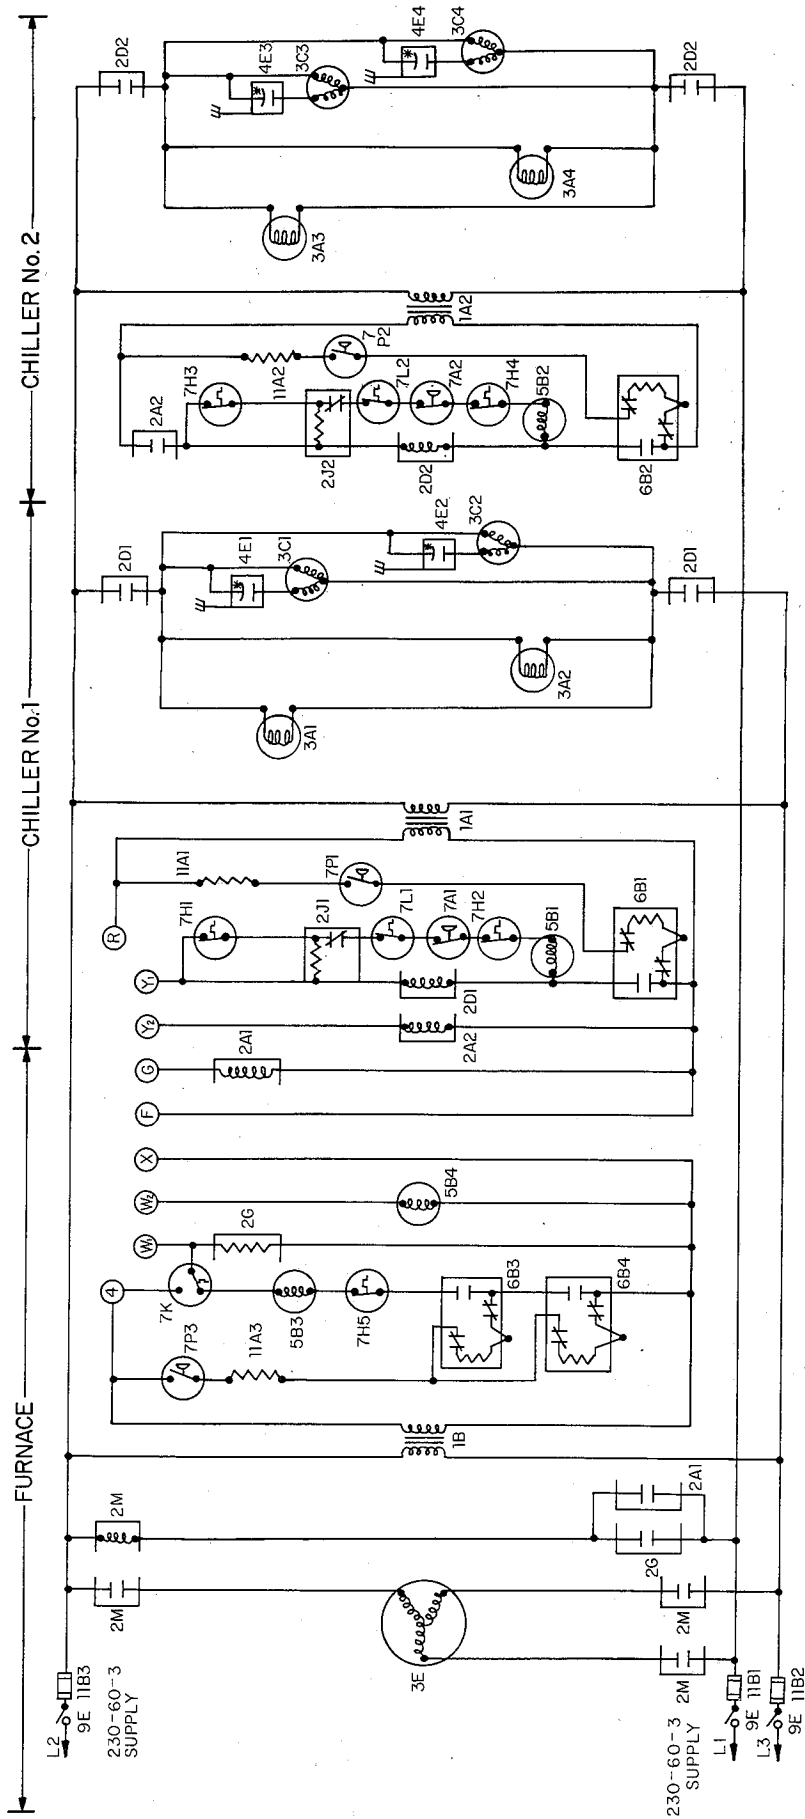 FURNACE
CHILLER No. 1
CHILLER No. 2
L2
9E 11B3
230-60-3
SUPPLY
2M
2M
3E
2M
2M
230-60-3
SUPPLY
L1
9E 11B1
L3
9E 11B2
2G
2A1
1B
4
7P3
11A3
7K
5B3
7H5
6B3
6B4
W1
2G
W2
5B4
X
F
G
2A1
Y2
2A2
Y1
2D1
R
7H1
11A1
2J1
7P1
7L1
7A1
7H2
5B1
6B1
1A1
3A1
3A2
2D1
4E1
3C1
4E2
3C2
2D1
2A2
7H3
11A2
7
P2
2J2
7L2
7A2
7H4
2D2
5B2
6B2
1A2
3A3
3A4
2D2
4E3
3C3
4E4
3C4
2D2